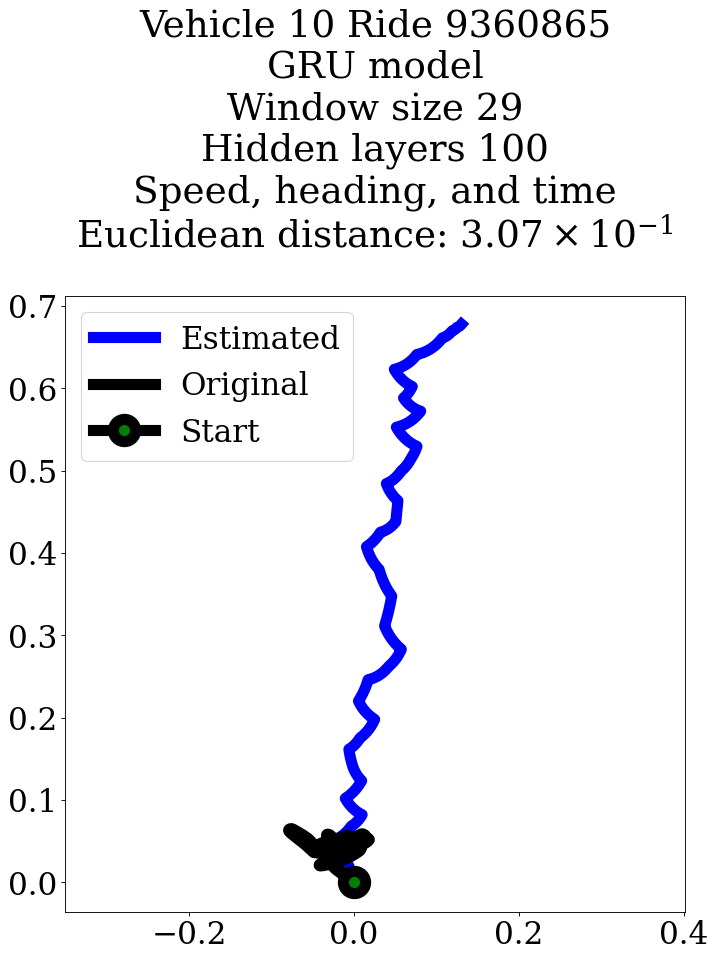 Vehicle 10 Ride 9360865
GRU model
Window size 29
Hidden layers 100
Speed, heading, and time
Euclidean distance: 3.07 × 10⁻¹
0.7
0.6
0.5
0.4
0.3
0.2
0.1
0.0
Estimated
Original
Start
−0.2
0.0
0.2
0.4